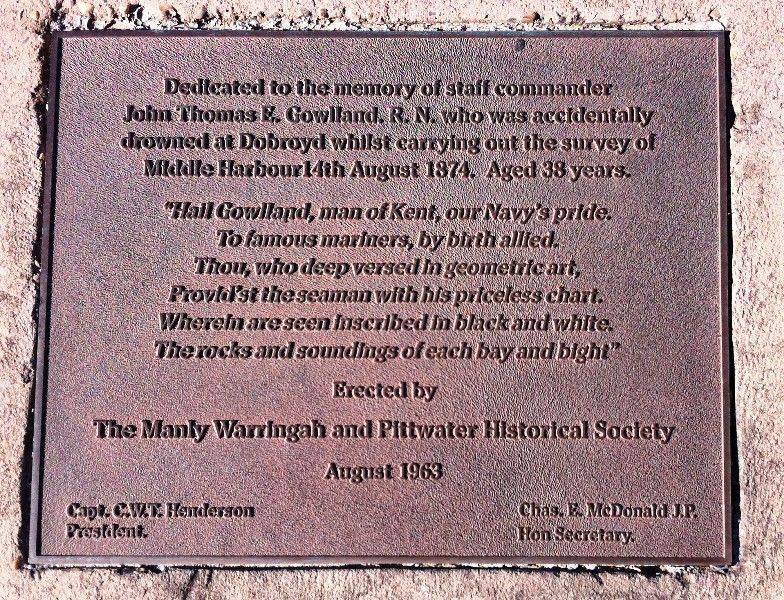 Dedicated to the memory of staff commander
John Thomas E. Gowlland. R. N. who was accidentally
drowned at Dobroyd whilst carrying out the survey of
Middle Harbour 14th August 1874. Aged 38 years.
"Hail Gowlland, man of Kent, our Navy's pride.
To famous mariners, by birth allied.
Thou, who deep versed in geometric art,
Provid'st the seaman with his priceless chart.
Wherein are seen inscribed in black and white.
The rocks and soundings of each bay and bight"
Erected by
The Manly Warringah and Pittwater Historical Society
August 1963
Capt. C.W.T. Henderson
President.
Chas. E. McDonald J.P.
Hon Secretary.